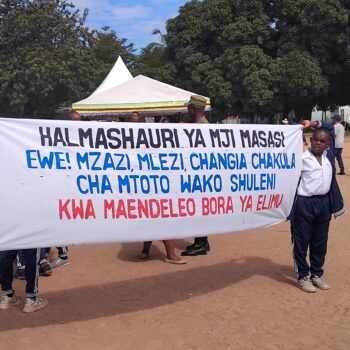 HALMASHAURI YA MJI MASASI
EWE! MZAZI, MLEZI, CHANGIA CHAKULA
CHA MTOTO WAKO SHULENI
KWA MAENDELEO BORA YA ELIMU